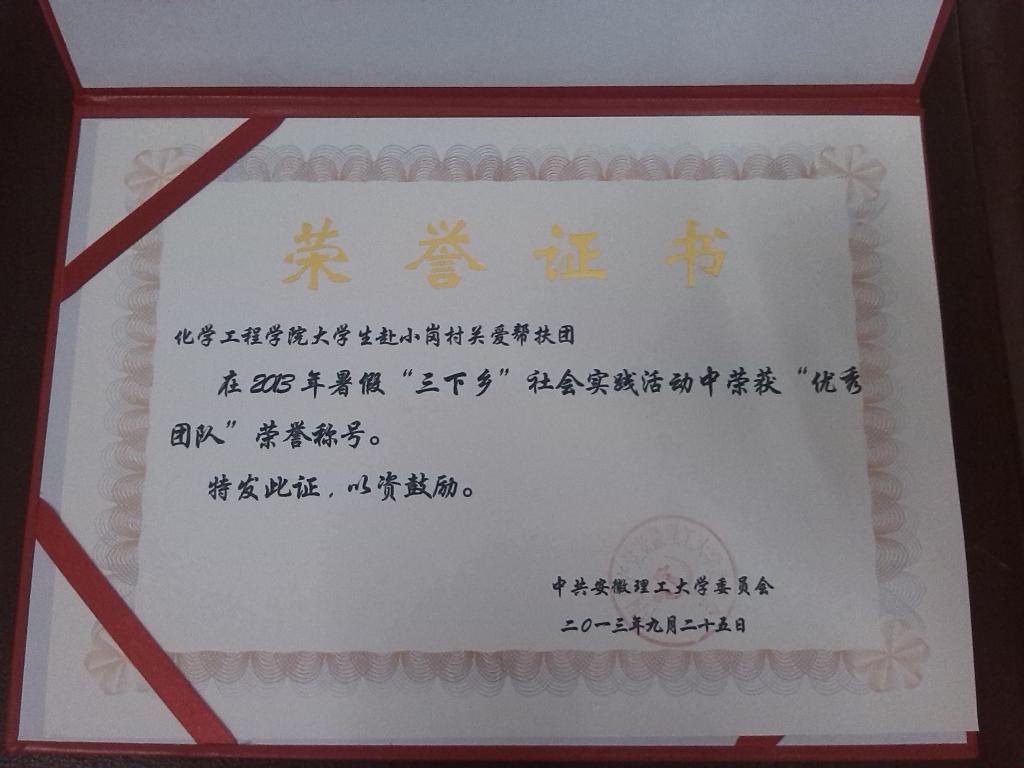 荣誉证书
化学工程学院大学生赴小岗村关爱帮扶团
在2013年暑假“三下乡”社会实践活动中荣获“优秀
团队”荣誉称号。
特发此证,以资鼓励。
中共安徽理工大学委员会
二〇一三年九月二十五日